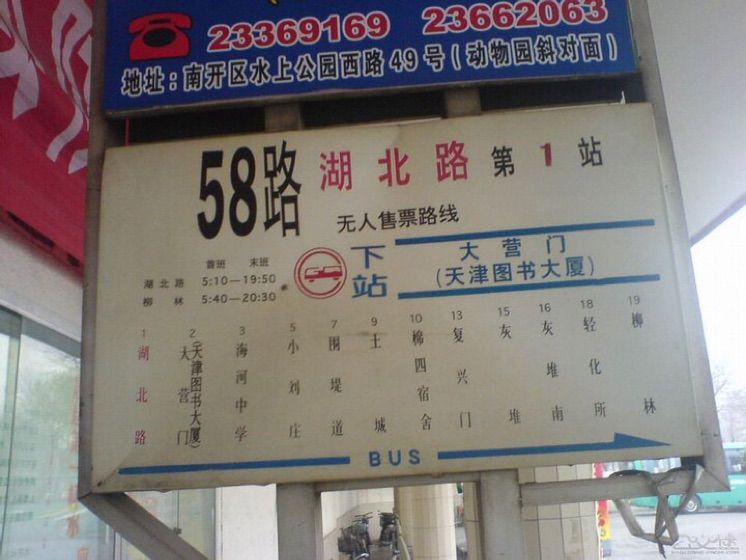 23369169 23662063
地址：南开区水上公园西路49号（动物园斜对面）
58路 湖北路 第1站
无人售票路线
首班 末班
湖北路 5:10—19:50
柳林 5:40—20:30
下站
大营门
（天津图书大厦）
1 湖北路
2 大营门（天津图书大厦）
3 海河中学
5 小刘庄
7 围堤道
9 土城
10 棉四宿舍
13 复兴门
15 灰堆
16 灰堆南
18 轻化所
19 柳林
BUS